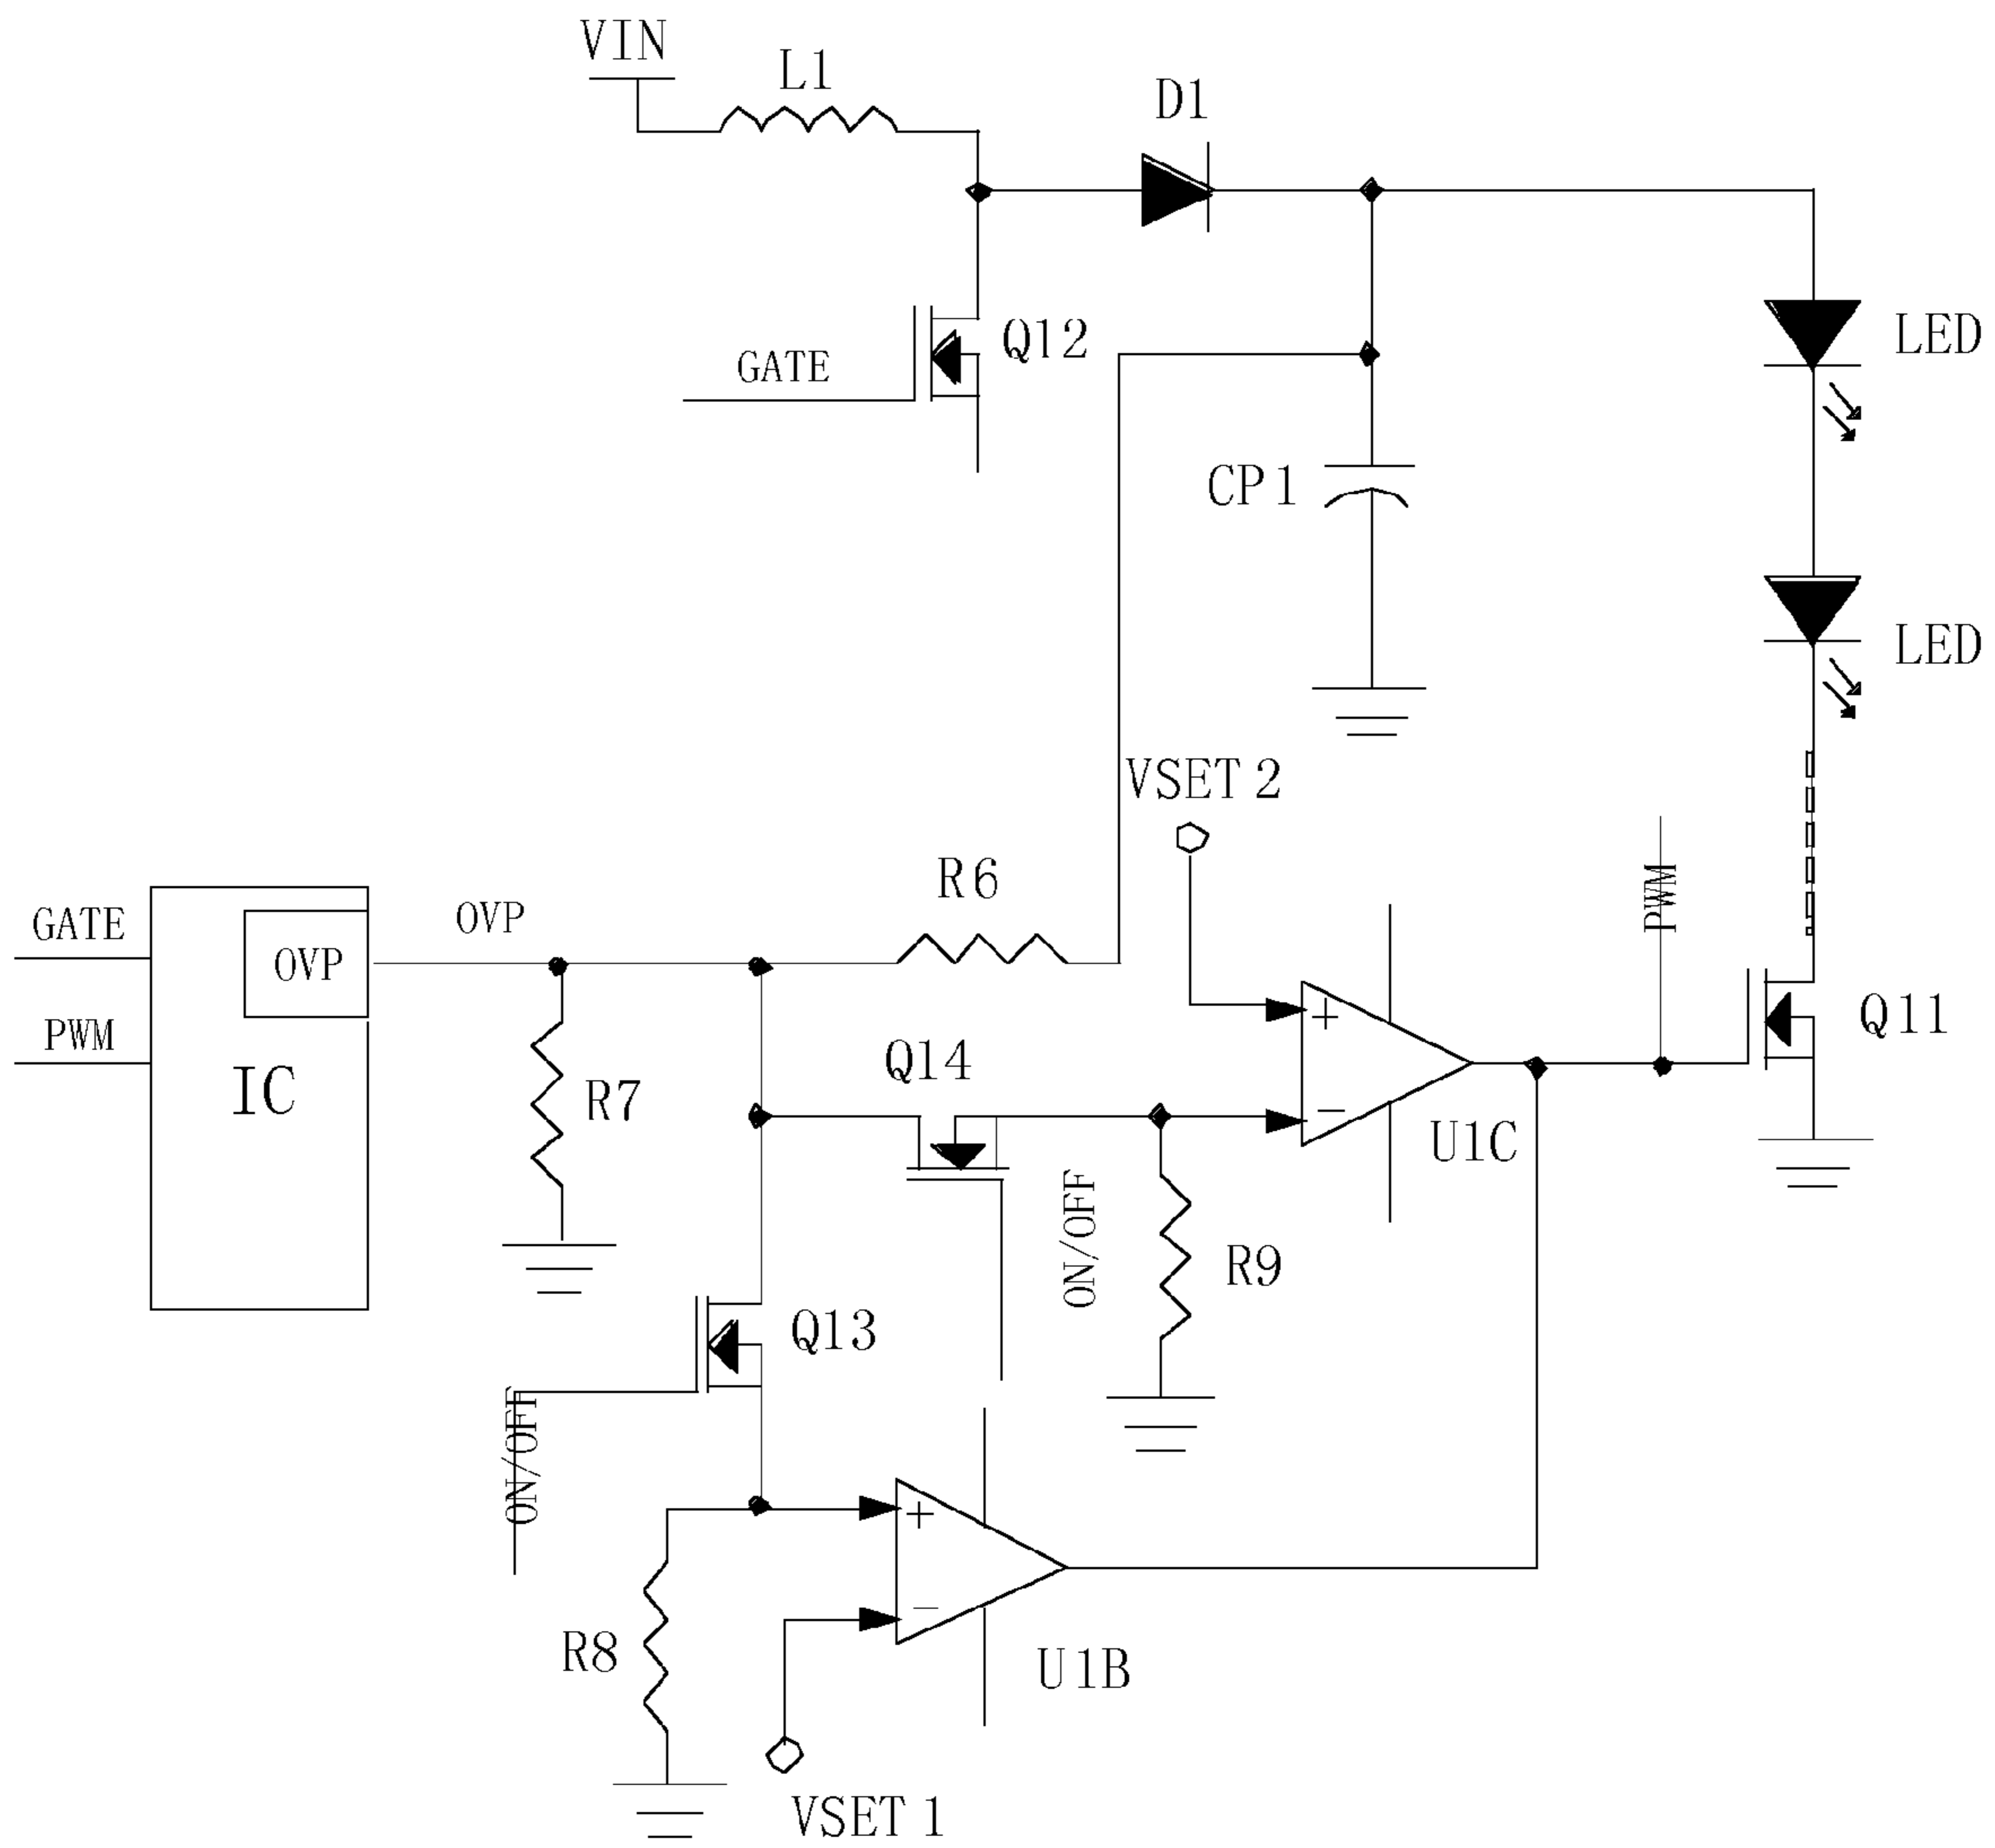 VIN
L1
D1
Q12
GATE
LED
CP1
LED
VSET 2
R6
GATE
OVP
OVP
PWM
PWM
IC
R7
Q14
Q11
U1C
ON/OFF
R9
Q13
ON/OFF
R8
U1B
VSET 1
+
−
+
−